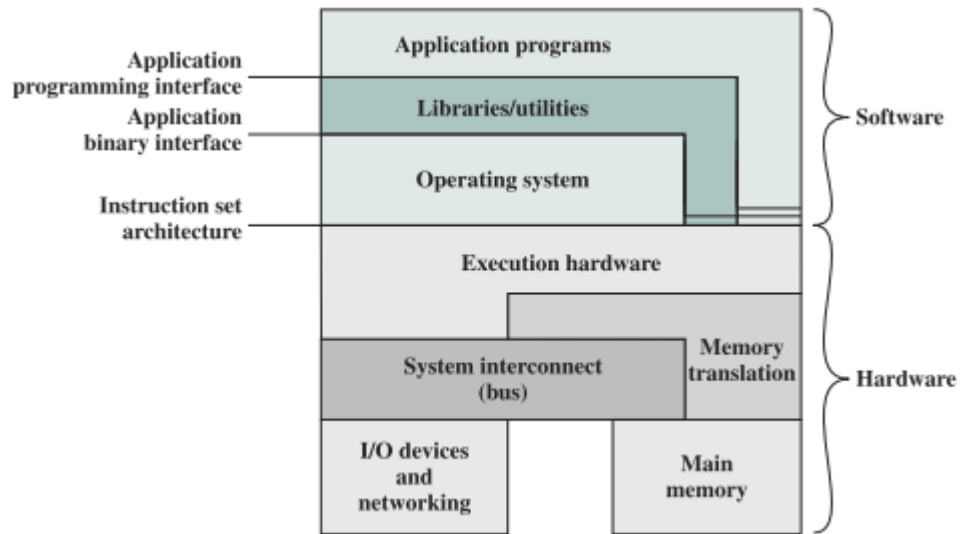 Application programs
Application
programming interface
Libraries/utilities
Software
Application
binary interface
Operating system
Instruction set
architecture
Execution hardware
Memory
translation
System interconnect
(bus)
Hardware
I/O devices
and
networking
Main
memory